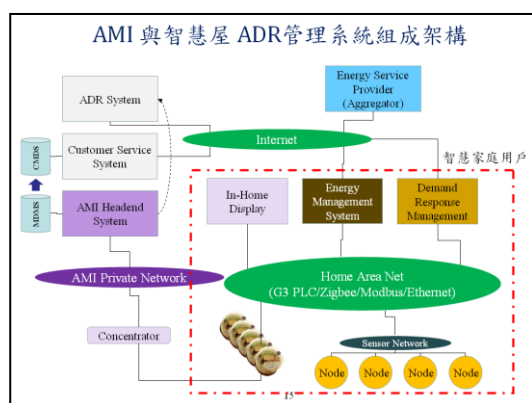 AMI 與智慧屋 ADR管理系統組成架構
ADR System
Energy Service
Provider
(Aggregator)
Internet
CMDS
Customer Service
System
智慧家庭用戶
MDMS
AMI Headend
System
In-Home
Display
Energy
Management
System
Demand
Response
Management
AMI Private Network
Home Area Net
(G3 PLC/Zigbee/Modbus/Ethernet)
Concentrator
Sensor Network
Node
Node
Node
Node
15